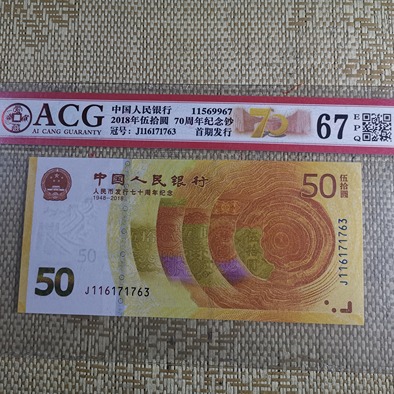 ACG
AI CANG GUARANTY
中国人民银行 11569967
2018年伍拾圆 70周年纪念钞
冠号: J116171763 首期发行
70
67
EPQ
中国人民银行
人民币发行七十周年纪念
1948-2018
50
伍拾圆
50
50
J116171763
J116171763